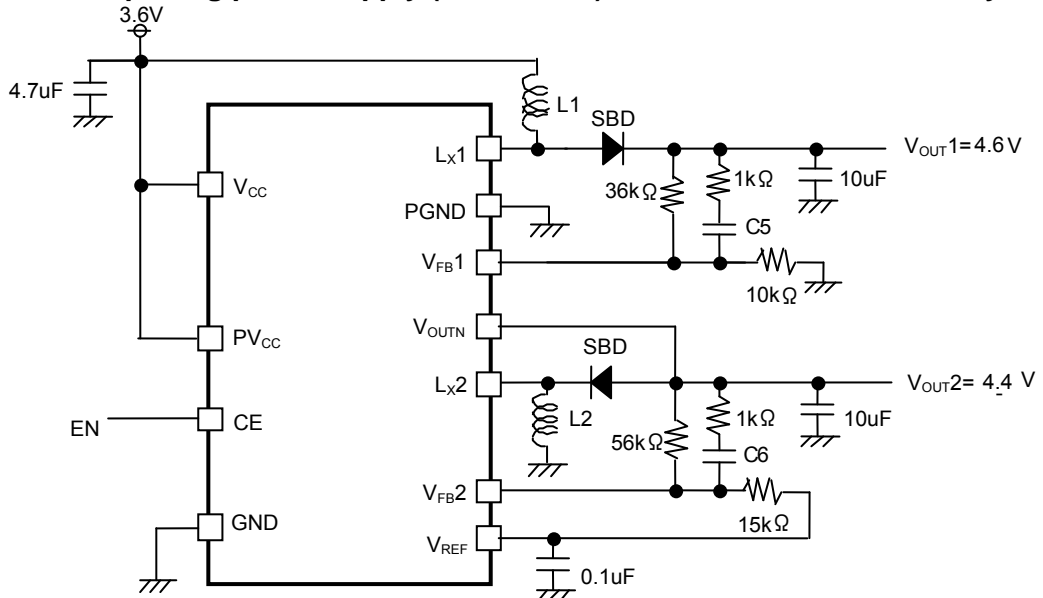 3.6V
4.7uF
L1
SBD
LX1
VOUT1=4.6 V
VCC
36kΩ
1kΩ
10uF
PGND
C5
VFB1
10kΩ
VOUTN
SBD
PVCC
LX2
VOUT2= 4.4 V
L2
1kΩ
10uF
EN
CE
56kΩ
C6
VFB2
GND
15kΩ
VREF
0.1uF